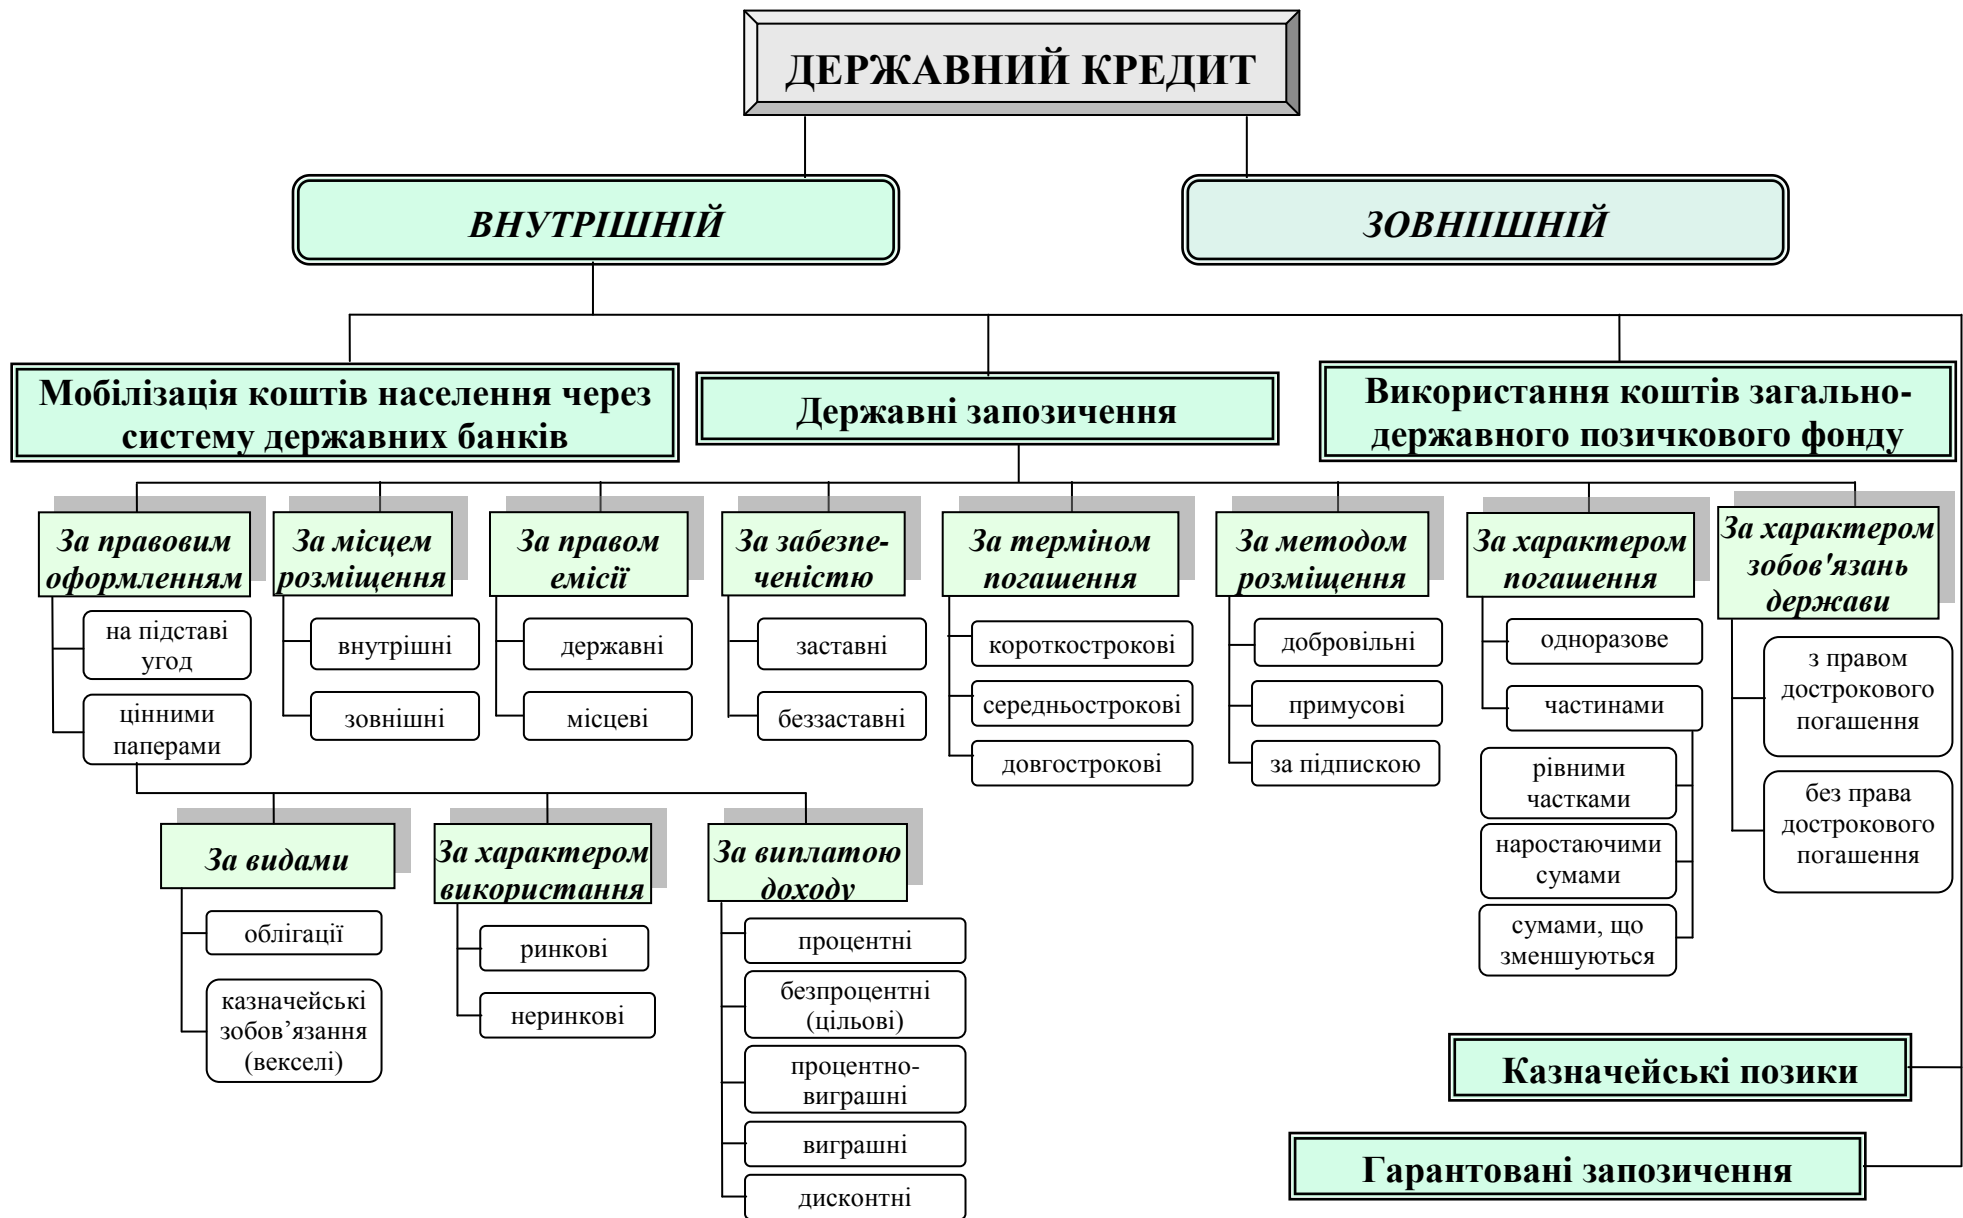 ДЕРЖАВНИЙ КРЕДИТ
ВНУТРІШНІЙ
ЗОВНІІШНІЙ
Мобілізація коштів населення через
систему державних банків
Державні запозичення
Використання коштів загально-
державного позичкового фонду
За правовим
оформленням
на підставі
угод
цінними
паперами
За місцем
розміщення
внутрішні
зовнішні
За правом
емісії
державні
місцеві
За забезпе-
ченістю
заставні
беззаставні
За терміном
погашення
короткострокові
середньострокові
довгострокові
За методом
розміщення
добровільні
примусові
за підпискою
За характером
погашення
одноразове
частинами
рівними
частками
наростаючими
сумами
сумами, що
зменшуються
За характером
зобов'язань
держави
з правом
дострокового
погашення
без права
дострокового
погашення
За видами
облігації
казначейські
зобов’язання
(векселі)
За характером
використання
ринкові
неринкові
За виплатою
доходу
процентні
безпроцентні
(цільові)
процентно-
виграшні
виграшні
дисконтні
Казначейські позики
Гарантовані запозичення